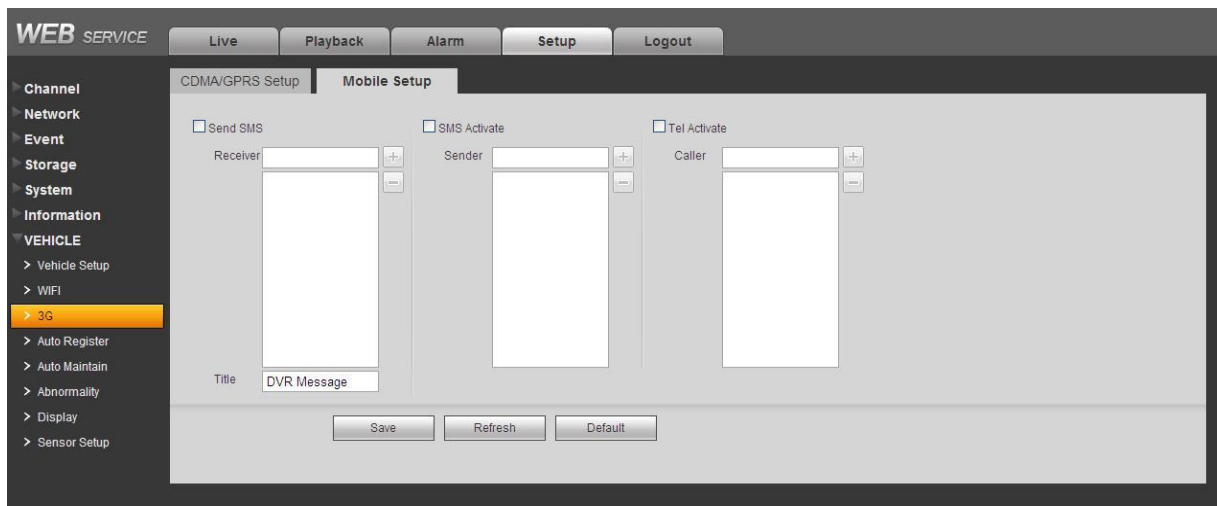 WEB SERVICE
Live Playback Alarm Setup Logout
CDMA/GPRS Setup Mobile Setup
Channel
Network
Event
Storage
System
Information
VEHICLE
> Vehicle Setup
> WIFI
> 3G
> Auto Register
> Auto Maintain
> Abnormality
> Display
> Sensor Setup
Send SMS SMS Activate Tel Activate
Receiver + Sender + Caller +
Title DVR Message
Save Refresh Default